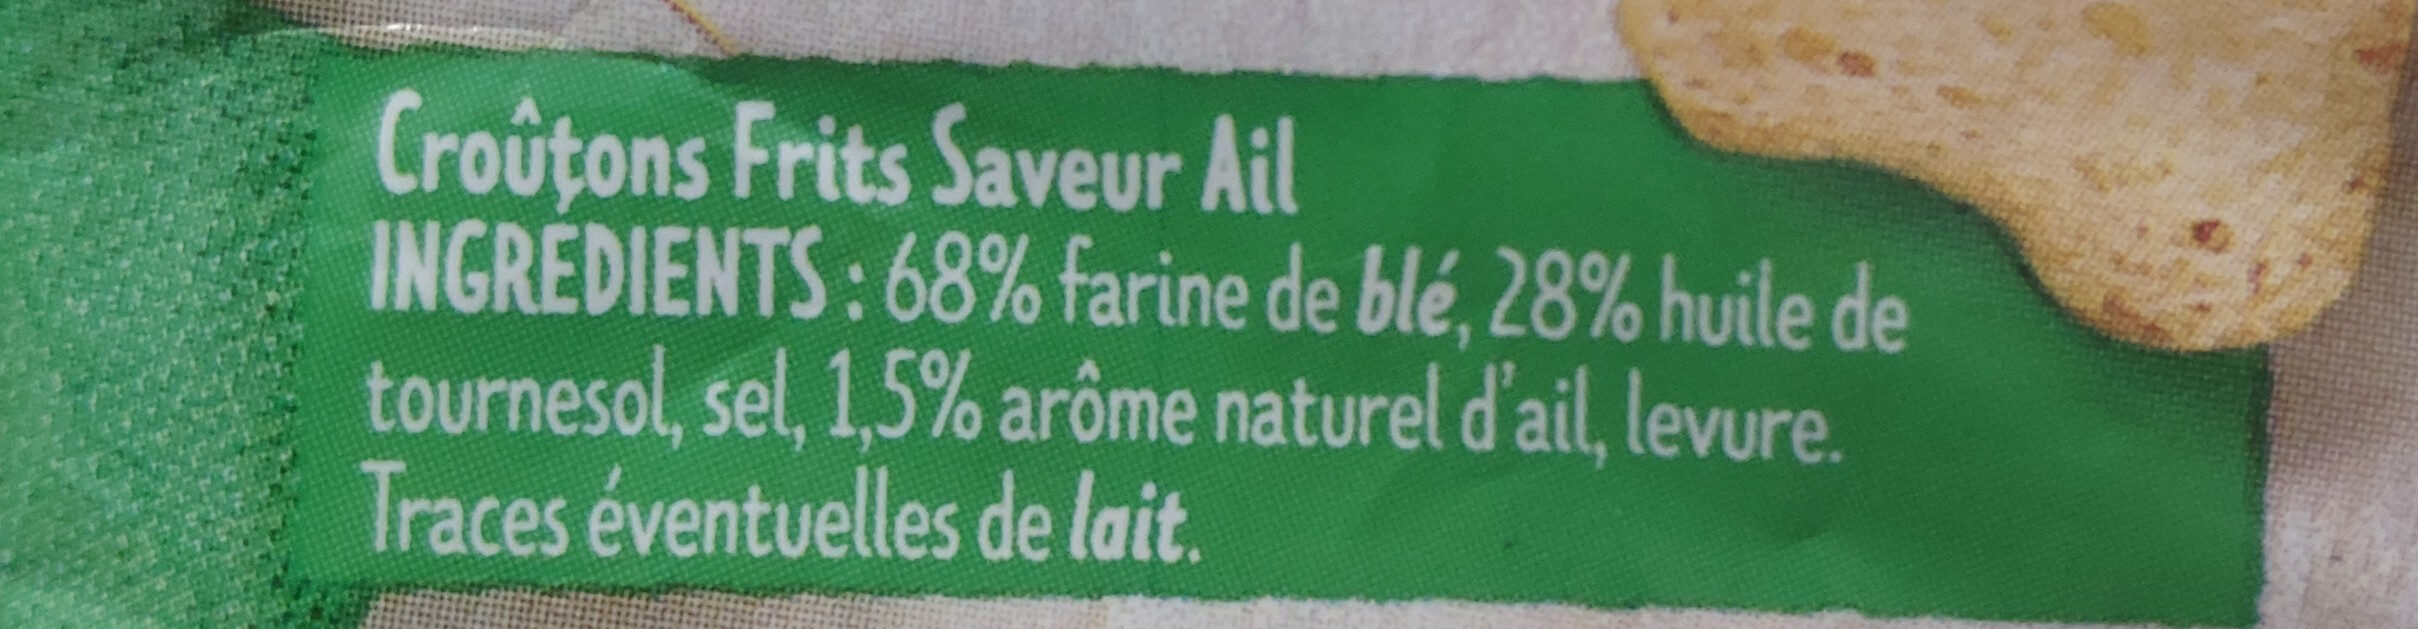 Croûtons Frits Saveur Ail
INGRÉDIENTS : 68% farine de blé, 28% huile de
tournesol, sel, 1,5% arôme naturel d'ail, levure.
Traces éventuelles de lait.